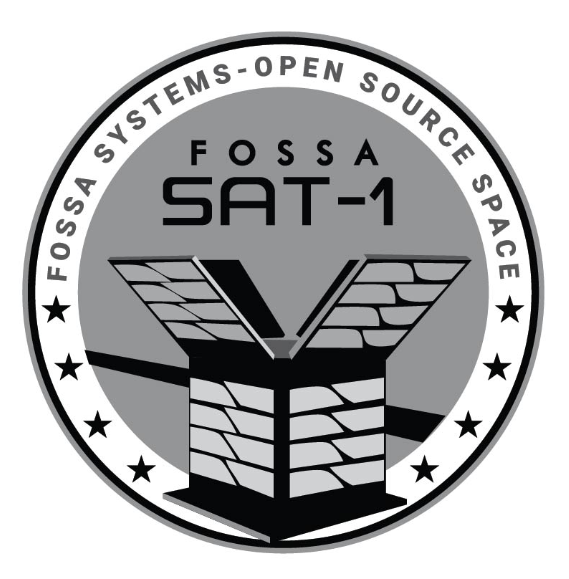 FOSSA SYSTEMS-OPEN SOURCE SPACE
FOSSA
SAT-1